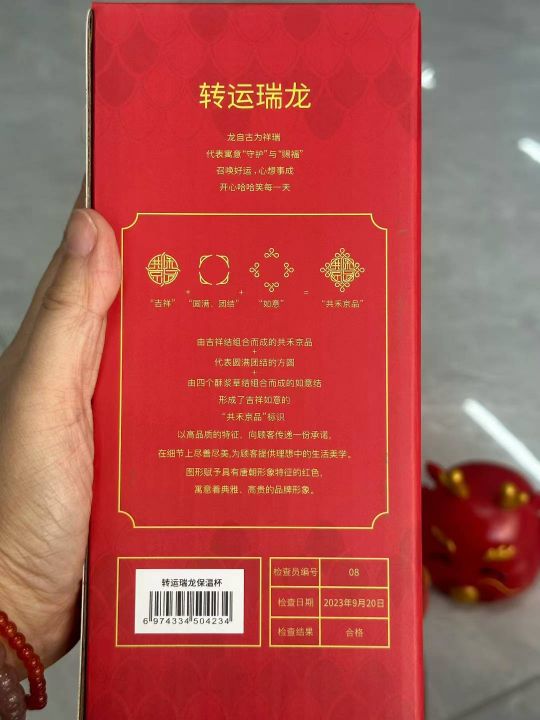 转运瑞龙
龙自古为祥瑞
代表寓意“守护”与“赐福”
召唤好运，心想事成
开心哈哈笑每一天
+ + =
“吉祥” “圆满、团结” “如意” “共禾京品”
由吉祥结组合而成的共禾京品
+
代表圆满团结的方圆
+
由四个酢浆草结组合而成的如意结
形成了吉祥如意的
“共禾京品”标识
以高品质的特征，向顾客传递一份承诺，
在细节上尽善尽美，为顾客提供理想中的生活美学。
图形赋予具有唐朝形象特征的红色，
寓意着典雅、高贵的品牌形象。
转运瑞龙保温杯
6 974334 504234
检查员编号 08
检查日期 2023年9月20日
检查结果 合格